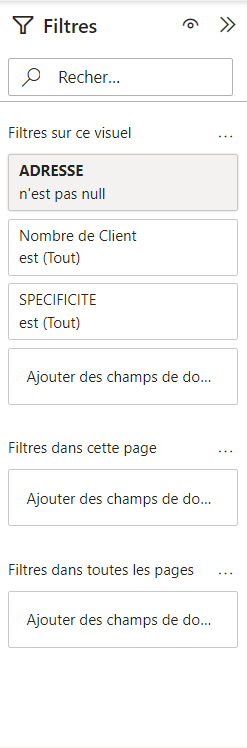 Filtres
Recher...
Filtres sur ce visuel
ADRESSE
n'est pas null
Nombre de Client
est (Tout)
SPECIFICITE
est (Tout)
Ajouter des champs de do...
Filtres dans cette page
Ajouter des champs de do...
Filtres dans toutes les pages
Ajouter des champs de do...